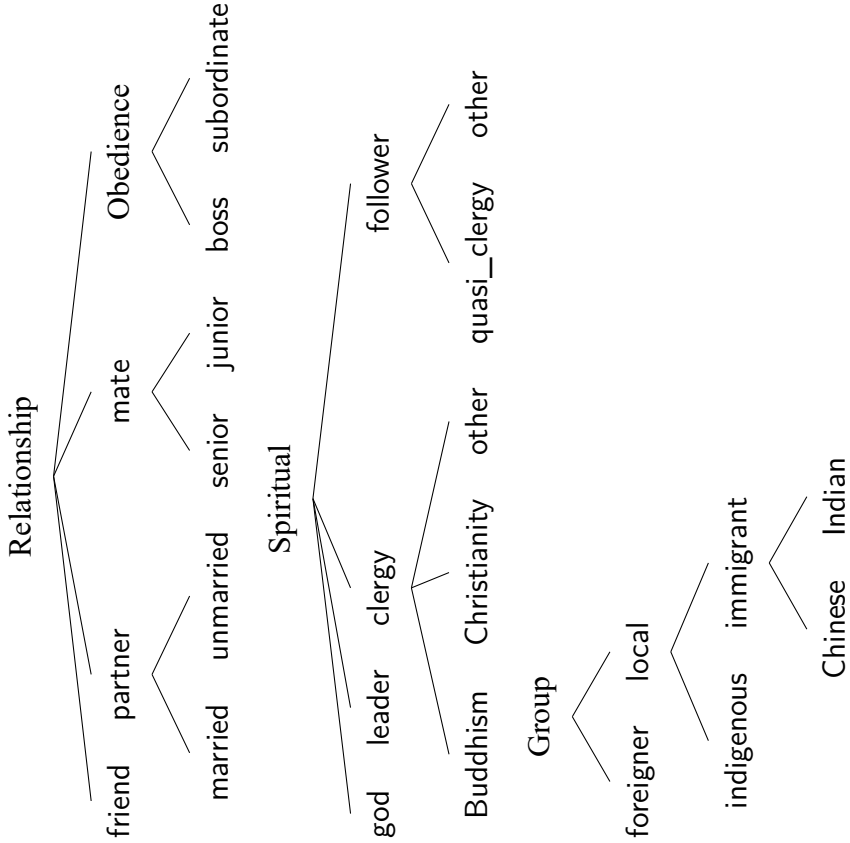 Relationship
friend partner mate Obedience
married unmarried senior junior boss subordinate
Spiritual
god leader clergy follower
Buddhism Christianity other quasi_clergy other
Group
foreigner local
indigenous immigrant
Chinese Indian